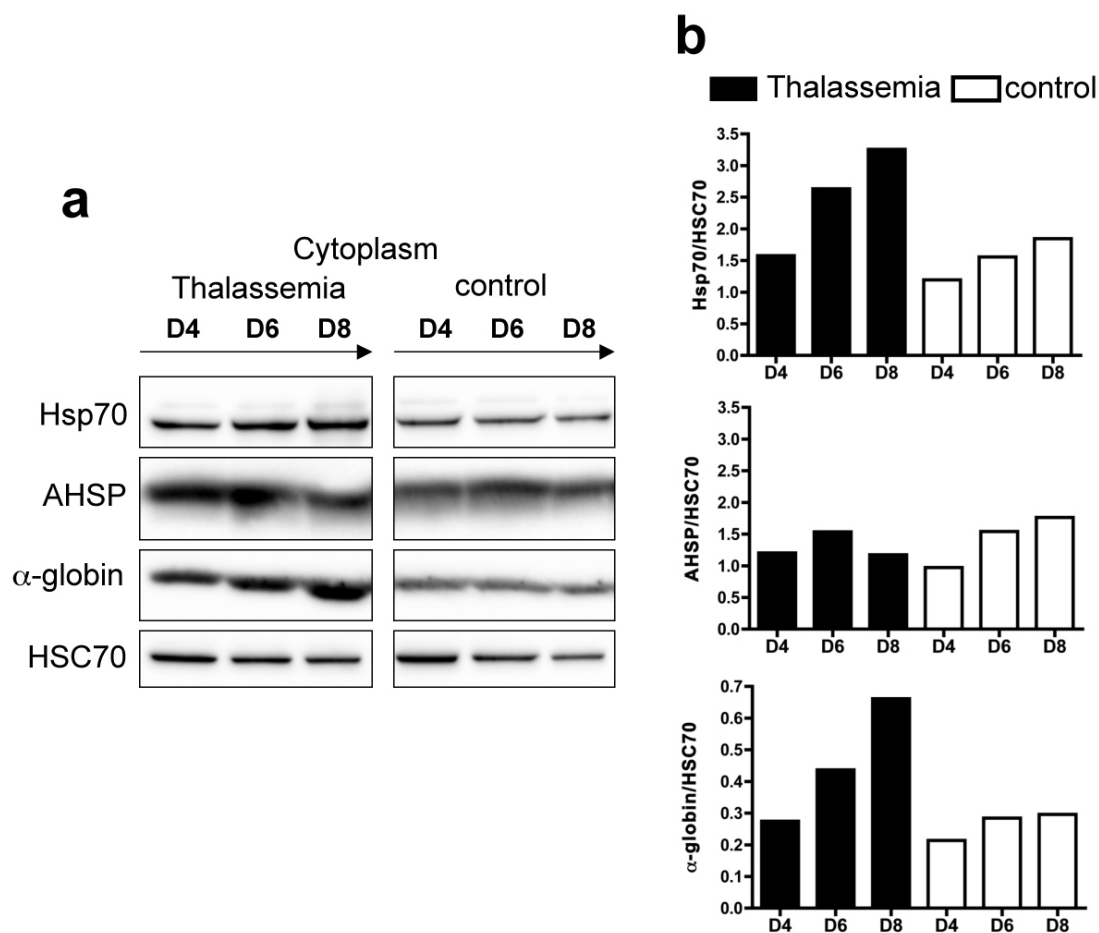 a
Cytoplasm
Thalassemia control
D4 D6 D8 D4 D6 D8
Hsp70
AHSP
α-globin
HSC70
b
Thalassemia control
Hsp70/HSC70
3.5
3.0
2.5
2.0
1.5
1.0
0.5
0.0
D4 D6 D8 D4 D6 D8
AHSP/HSC70
3.5
3.0
2.5
2.0
1.5
1.0
0.5
0.0
D4 D6 D8 D4 D6 D8
α-globin/HSC70
0.7
0.6
0.5
0.4
0.3
0.2
0.1
0.0
D4 D6 D8 D4 D6 D8